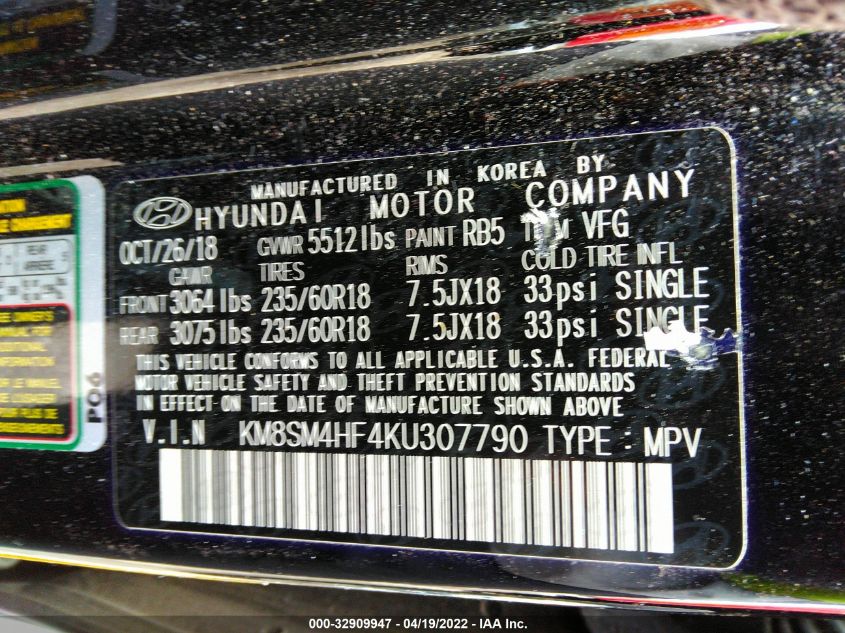 MANUFACTURED IN KOREA BY
HYUNDAI MOTOR COMPANY
OCT/26/18 GVWR 5512lbs PAINT RB5 VFG
GAWR TIRES RIMS COLD TIRE INFL
FRONT 3064 lbs 235/60R18 7.5JX18 33psi SINGLE
REAR 3075 lbs 235/60R18 7.5JX18 33psi SINGLE
THIS VEHICLE CONFORMS TO ALL APPLICABLE U.S.A. FEDERAL
MOTOR VEHICLE SAFETY AND THEFT PREVENTION STANDARDS
IN EFFECT ON THE DATE OF MANUFACTURE SHOWN ABOVE
V.I.N KM8SM4HF4KU307790 TYPE : MPV
PO6
000-32909947 - 04/19/2022 - IAA Inc.